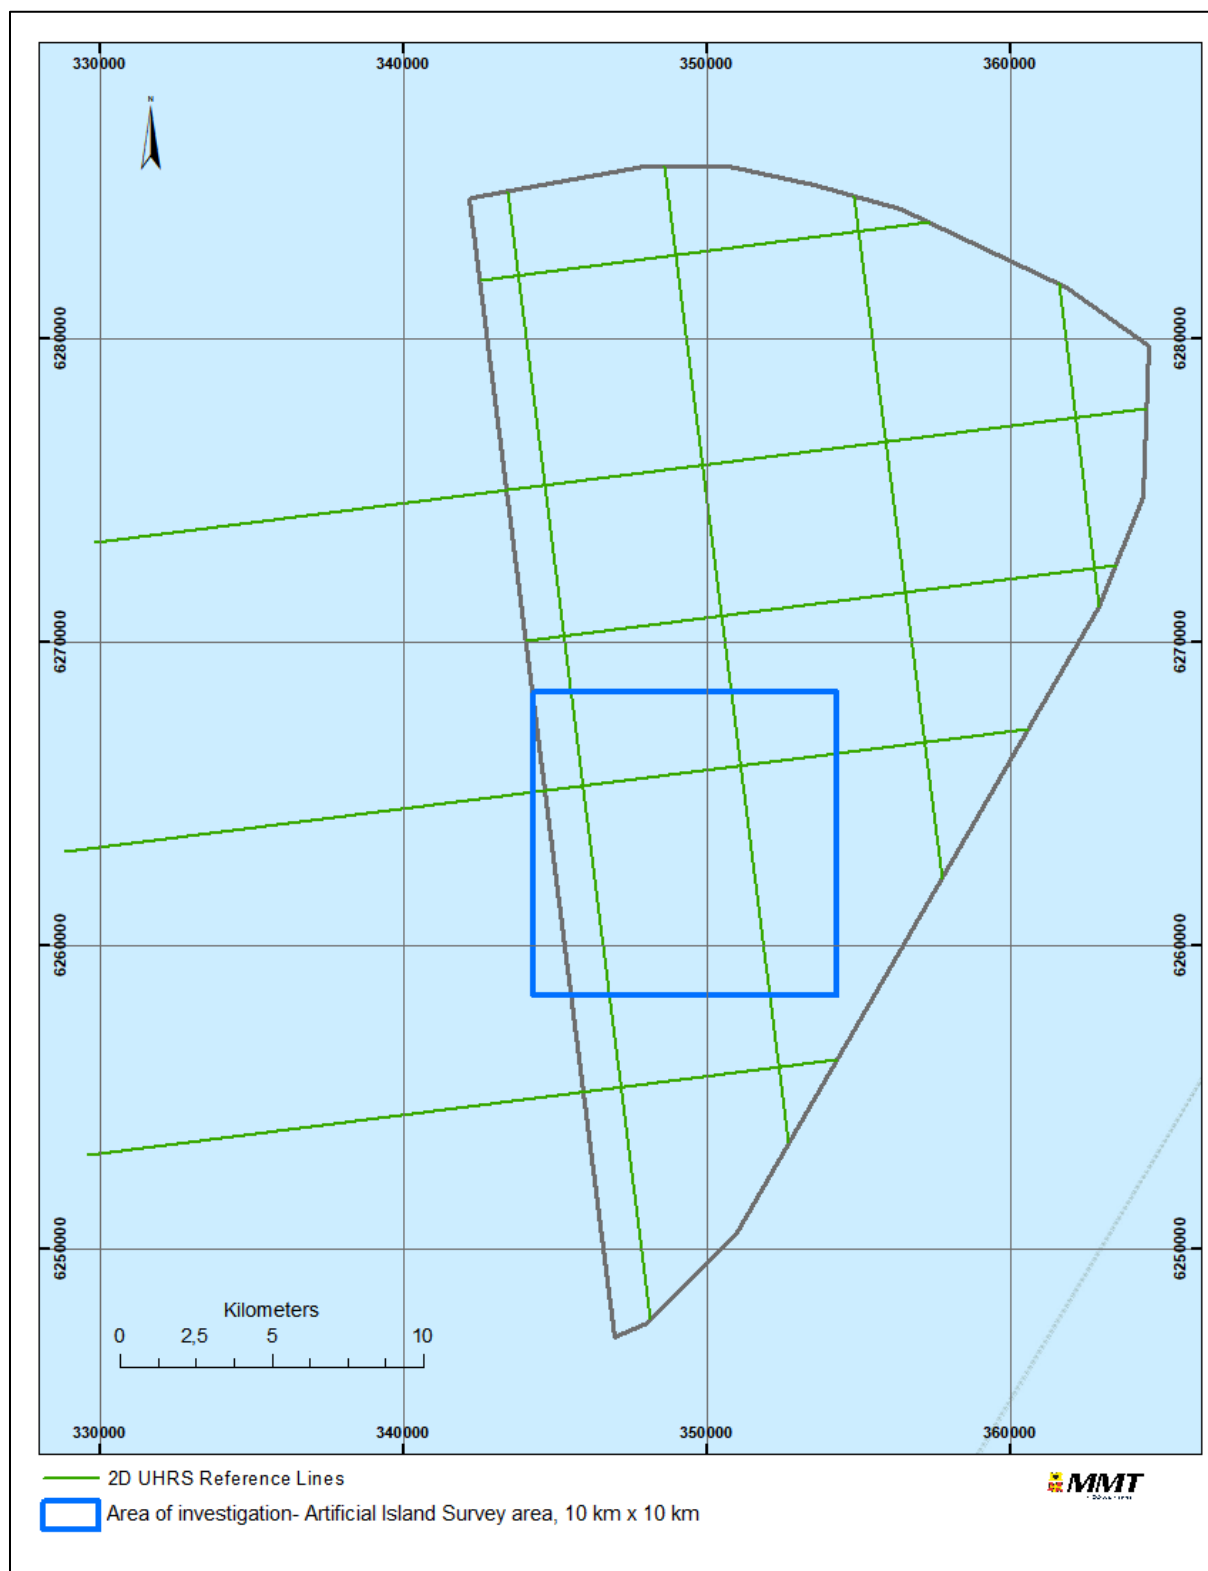 330000 340000 350000 360000
N
6280000 6280000
6270000 6270000
6260000 6260000
6250000 6250000
Kilometers
0 2,5 5 10
330000 340000 350000 360000
2D UHRS Reference Lines
MMT
Area of investigation- Artificial Island Survey area, 10 km x 10 km